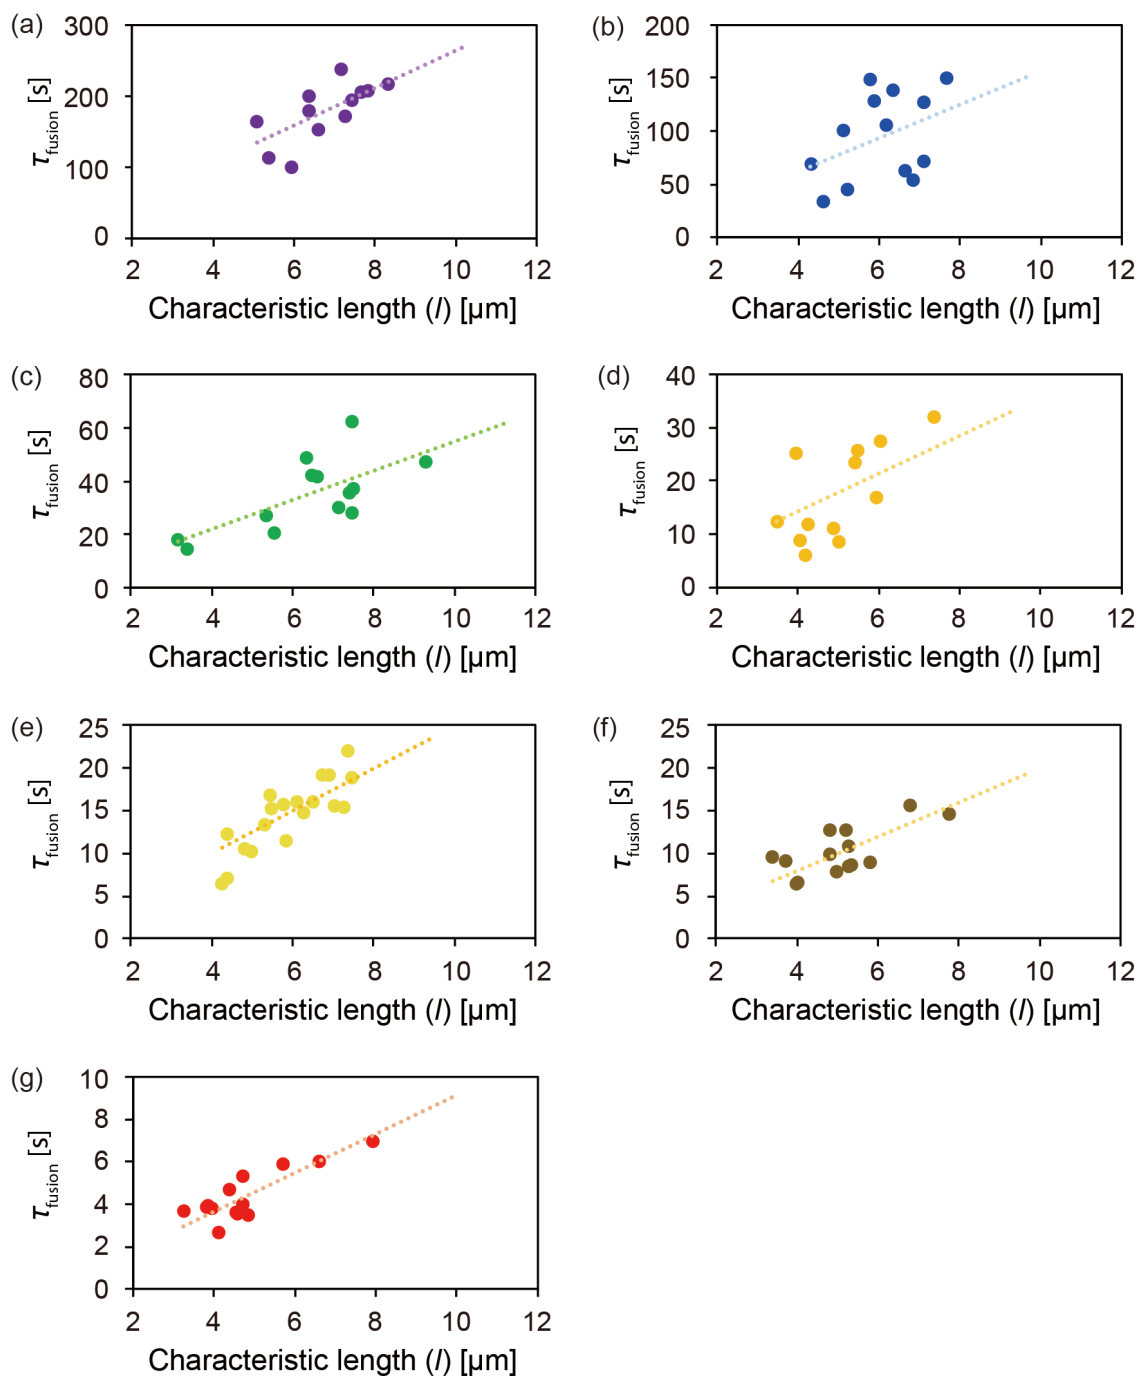 (a)
300
200
100
0
τfusion [s]
2 4 6 8 10 12
Characteristic length (l) [μm]
(b)
200
150
100
50
0
τfusion [s]
2 4 6 8 10 12
Characteristic length (l) [μm]
(c)
80
60
40
20
0
τfusion [s]
2 4 6 8 10 12
Characteristic length (l) [μm]
(d)
40
30
20
10
0
τfusion [s]
2 4 6 8 10 12
Characteristic length (l) [μm]
(e)
25
20
15
10
5
0
τfusion [s]
2 4 6 8 10 12
Characteristic length (l) [μm]
(f)
25
20
15
10
5
0
τfusion [s]
2 4 6 8 10 12
Characteristic length (l) [μm]
(g)
10
8
6
4
2
0
τfusion [s]
2 4 6 8 10 12
Characteristic length (l) [μm]